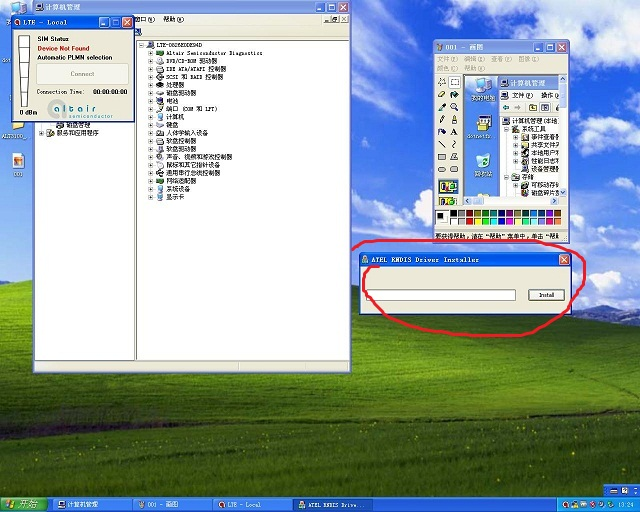 计算机管理
LTE - Local
SIM Status
Device Not Found
Automatic PLMN selection
Connect
Connection Time: 00:00:00:00
0 dBm
altair
semiconductor
窗口(W) 帮助(H)
磁盘管理
服务和应用程序
LTE-0626E0DE94D
Altair Semiconductor Diagnostics
DVD/CD-ROM 驱动器
IDE ATA/ATAPI 控制器
SCSI 和 RAID 控制器
处理器
磁盘驱动器
电池
端口 (COM 和 LPT)
计算机
键盘
人体学输入设备
软盘控制器
软盘驱动器
声音、视频和游戏控制器
鼠标和其它指针设备
通用串行总线控制器
网络适配器
系统设备
显示卡
001
001 - 画图
文件(F) 编辑(E) 查看(V) 图像(I)
颜色(C) 帮助(H)
我的电脑
dotnetfx
回收站
计算机管理
文件(F) 操作
计算机管理(本地
系统工具
事件查看
共享文件
本地用户
性能日志
设备管理
存储
可移动存储
磁盘碎片
要获得帮助，请在“帮助”菜单中，单击“帮
ATEL RNDIS Driver Installer
Install
开始
计算机管理
001 - 画图
LTE - Local
ATEL RNDIS Drive...
13:24